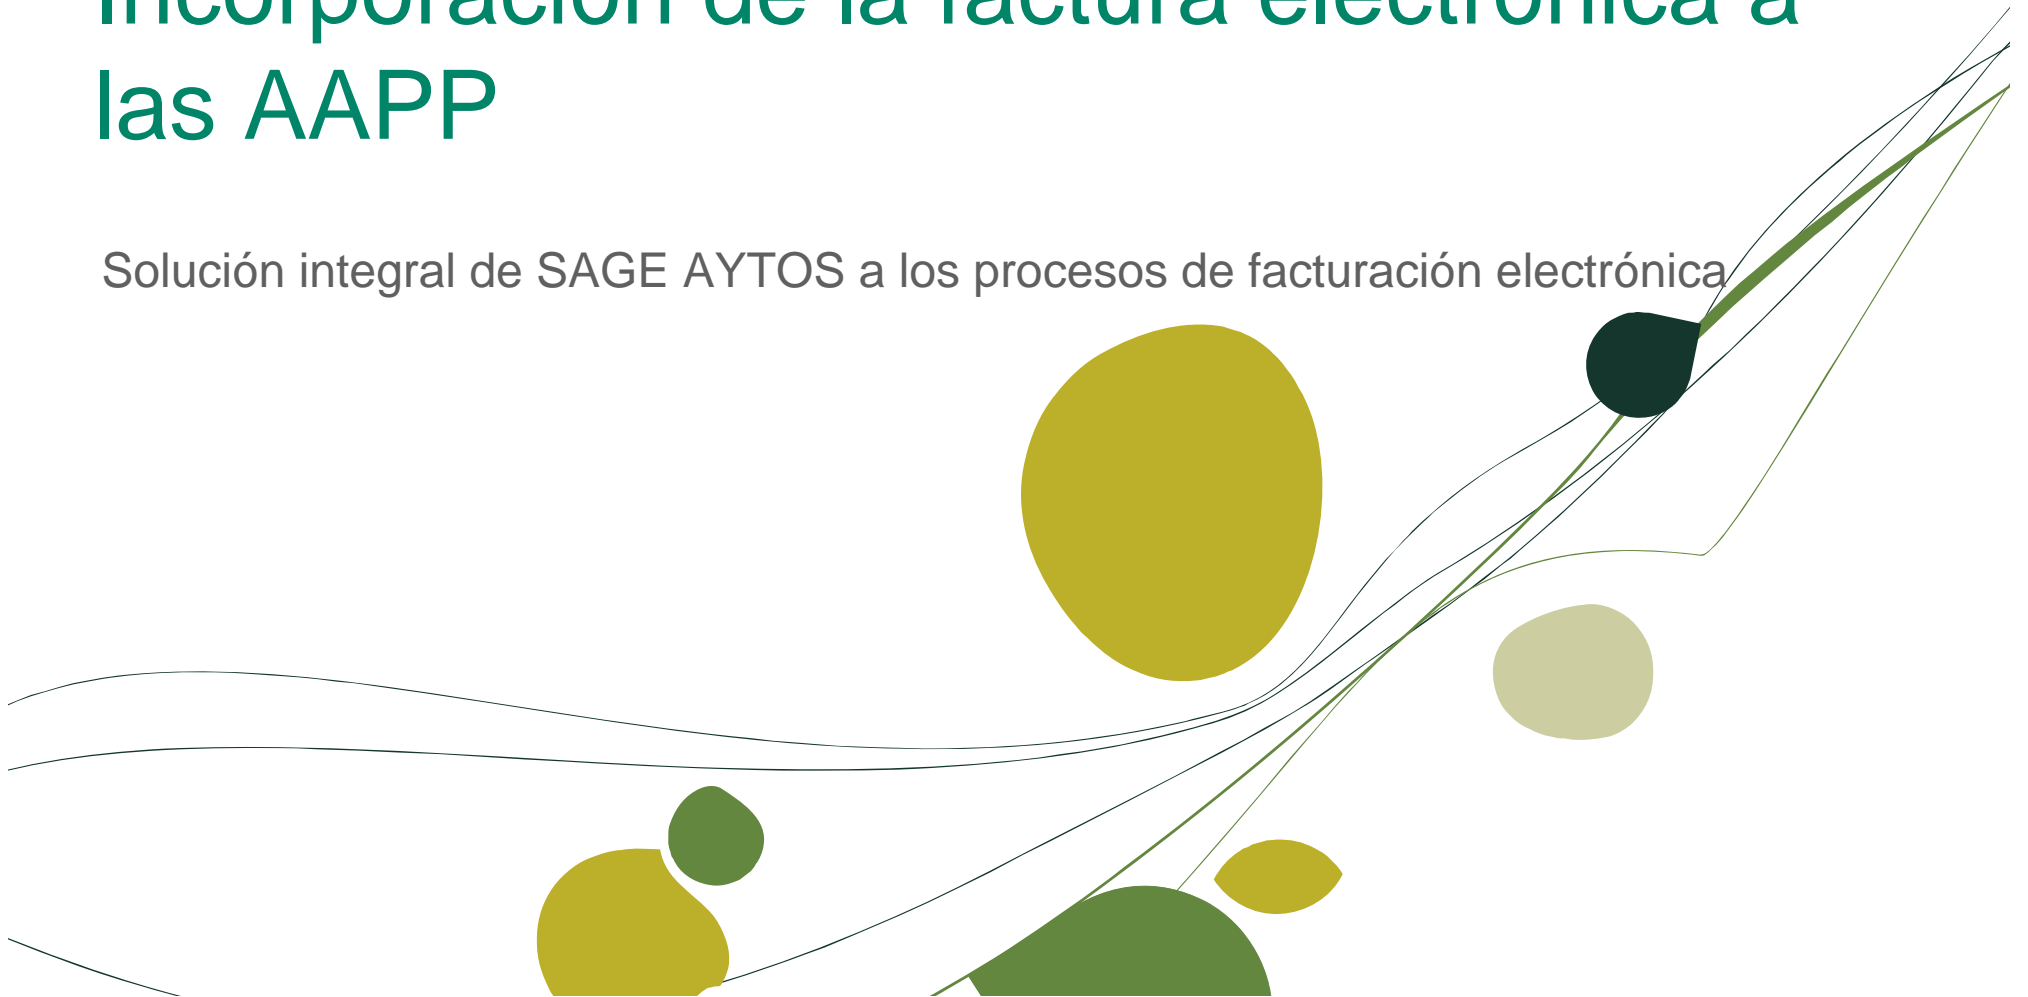 Incorporación de la factura electrónica a
las AAPP
Solución integral de SAGE AYTOS a los procesos de facturación electrónica